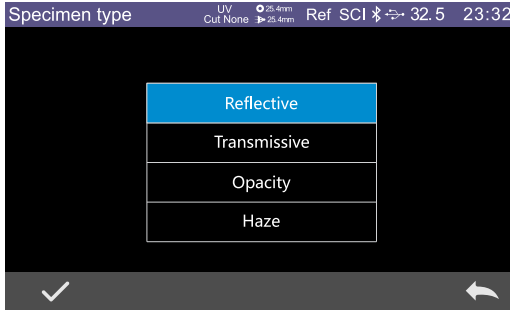 Specimen type
UV 25.4mm Ref SCI 32.5 23:32
Cut None 25.4mm
Reflective
Transmissive
Opacity
Haze